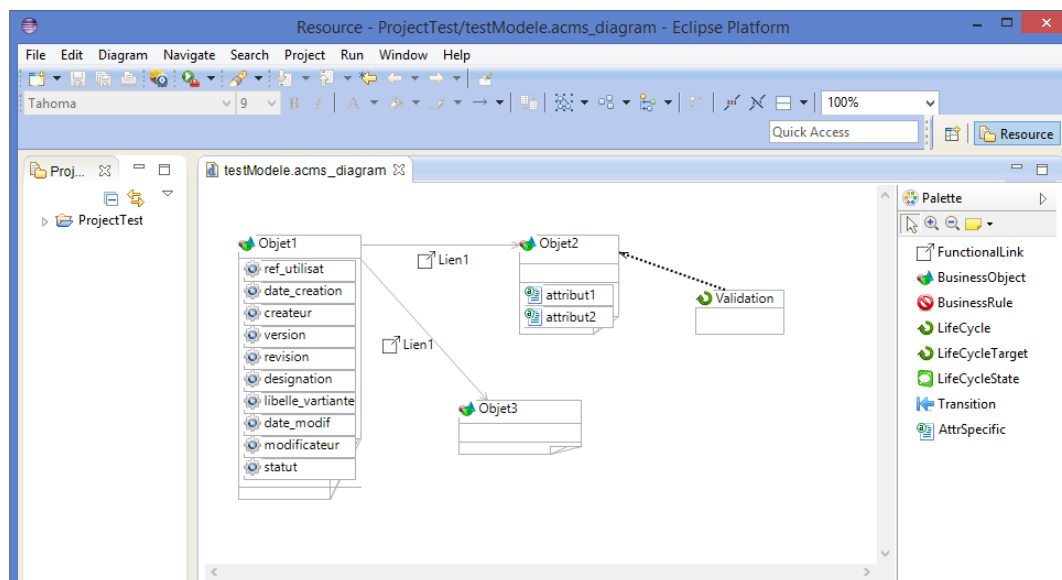 Resource - ProjectTest/testModele.acms_diagram - Eclipse Platform
File Edit Diagram Navigate Search Project Run Window Help
Tahoma 9 B I A 100%
Quick Access Resource
Proj... testModele.acms_diagram
ProjectTest
Objet1
ref_utilisat
date_creation
createur
version
revision
designation
libelle_vartiante
date_modif
modificateur
statut
Lien1
Objet2
attribut1
attribut2
Validation
Lien1
Objet3
Palette
FunctionalLink
BusinessObject
BusinessRule
LifeCycle
LifeCycleTarget
LifeCycleState
Transition
AttrSpecific